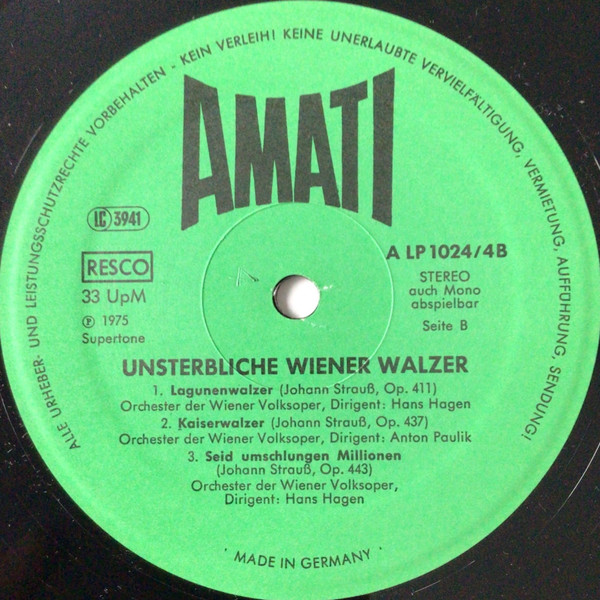 ALLE URHEBER- UND LEISTUNGSSCHUTZRECHTE VORBEHALTEN - KEIN VERLEIH! KEINE UNERLAUBTE VERVIELFÄLTIGUNG, VERMIETUNG, AUFFÜHRUNG, SENDUNG!
AMATI
LC 3941
RESCO
33 UpM
℗ 1975
Supertone
A LP 1024/4B
STEREO
auch Mono
abspielbar
Seite B
UNSTERBLICHE WIENER WALZER
1. Lagunenwalzer (Johann Strauß, Op. 411)
Orchester der Wiener Volksoper, Dirigent: Hans Hagen
2. Kaiserwalzer (Johann Strauß, Op. 437)
Orchester der Wiener Volksoper, Dirigent: Anton Paulik
3. Seid umschlungen Millionen
(Johann Strauß, Op. 443)
Orchester der Wiener Volksoper,
Dirigent: Hans Hagen
' MADE IN GERMANY '